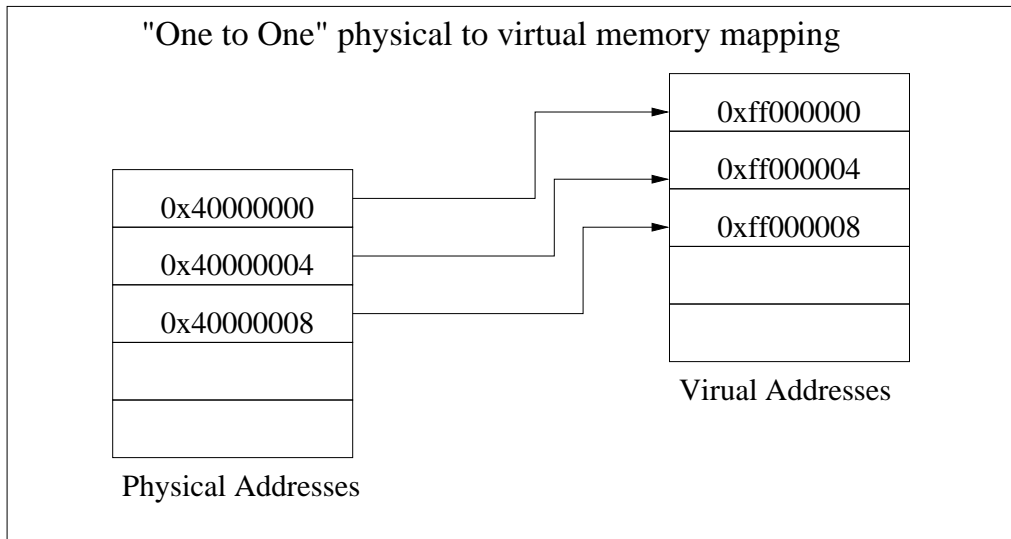 "One to One" physical to virtual memory mapping
0x40000000
0x40000004
0x40000008
Physical Addresses
0xff000000
0xff000004
0xff000008
Virual Addresses